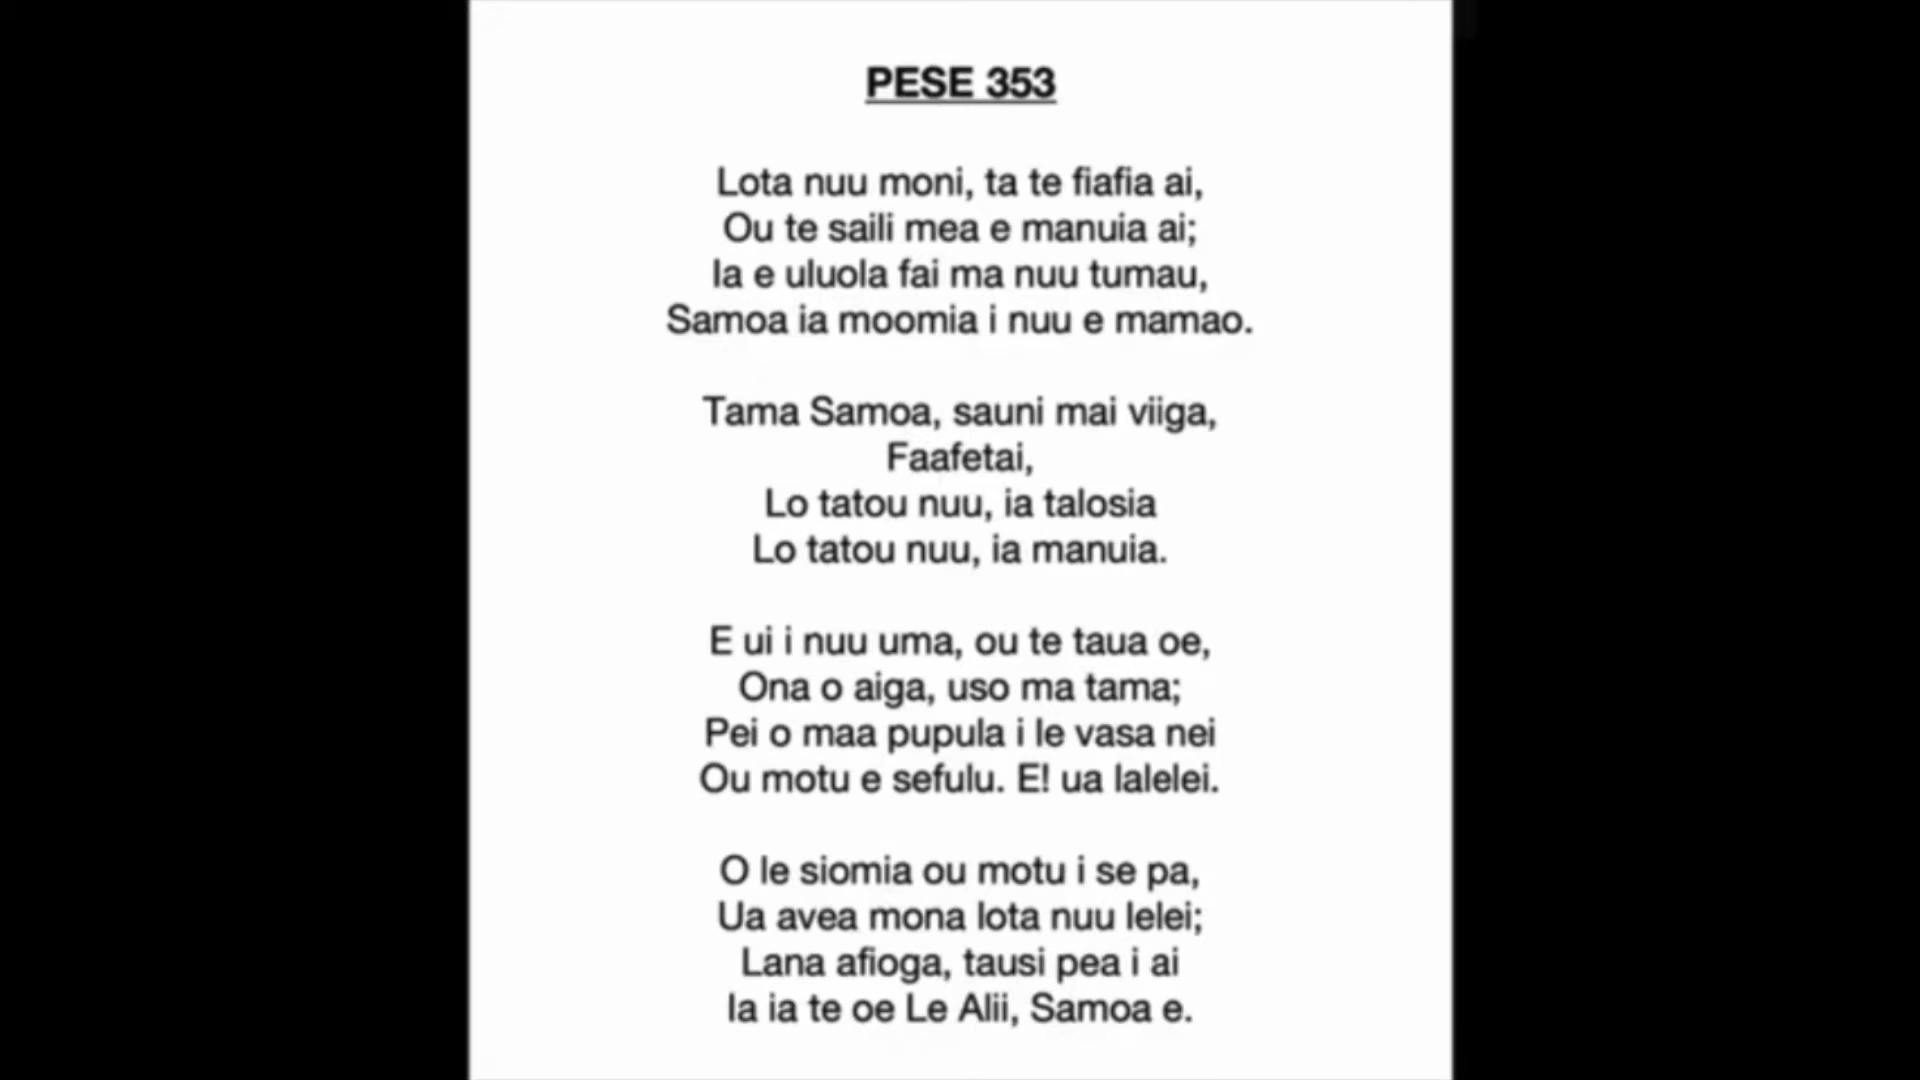 PESE 353
Lota nuu moni, ta te fiafia ai,
Ou te saili mea e manuia ai;
Ia e uluola fai ma nuu tumau,
Samoa ia moomia i nuu e mamao.
Tama Samoa, sauni mai viiga,
Faafetai,
Lo tatou nuu, ia talosia
Lo tatou nuu, ia manuia.
E ui i nuu uma, ou te taua oe,
Ona o aiga, uso ma tama;
Pei o maa pupula i le vasa nei
Ou motu e sefulu. E! ua lalelei.
O le siomia ou motu i se pa,
Ua avea mona lota nuu lelei;
Lana afioga, tausi pea i ai
Ia ia te oe Le Alii, Samoa e.